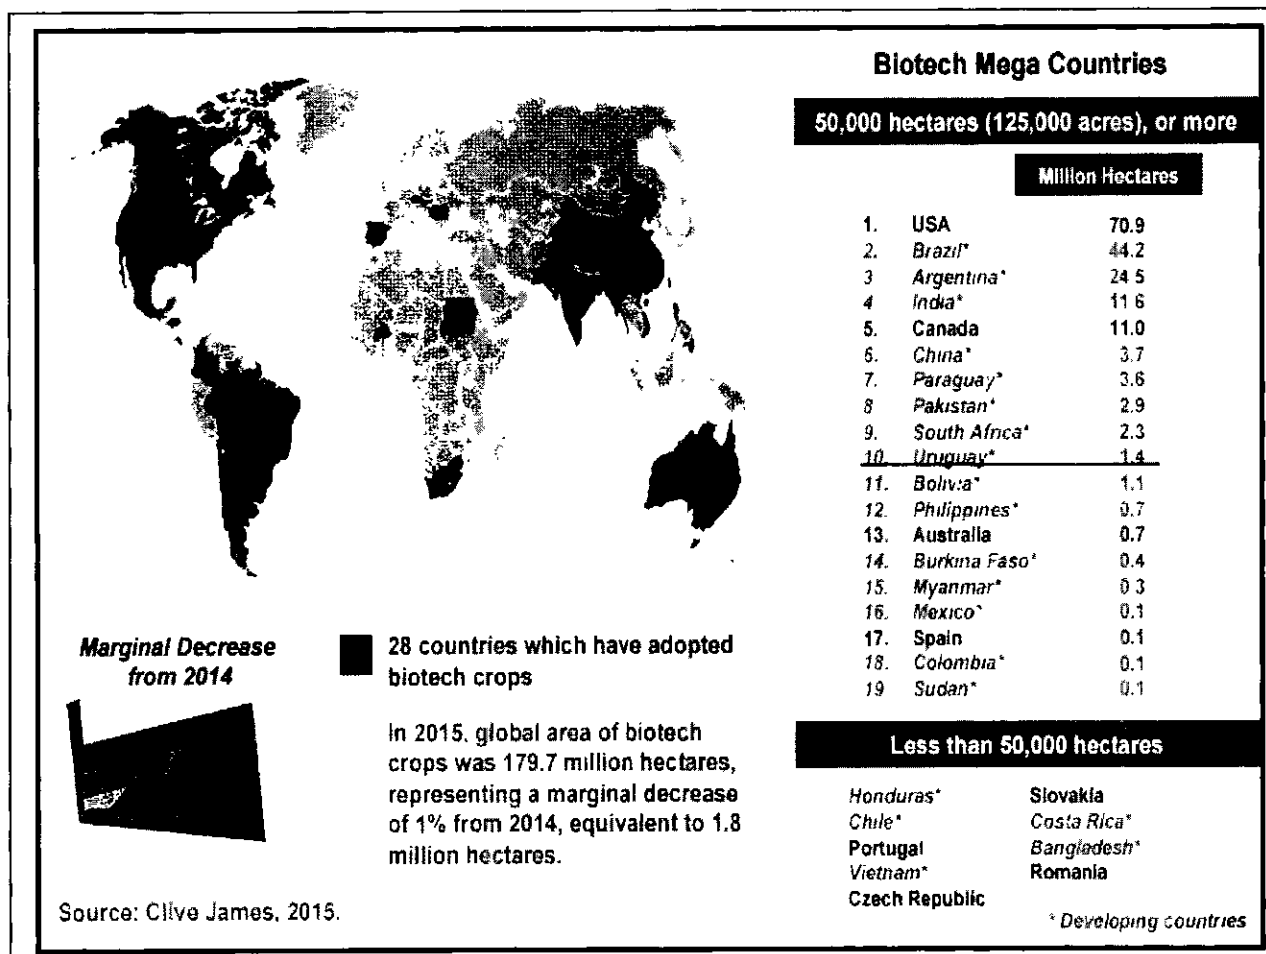 Biotech Mega Countries
50,000 hectares (125,000 acres), or more
Million Hectares
1. USA 70.9
2. Brazil* 44.2
3 Argentina* 24 5
4 India* 11 6
5. Canada 11.0
6. China* 3.7
7. Paraguay* 3.6
8 Pakistan* 2.9
9. South Africa* 2.3
10. Uruguay* 1.4
11. Bolivia* 1.1
12. Philippines* 0.7
13. Australia 0.7
14. Burkina Faso* 0.4
15. Myanmar* 0 3
16. Mexico* 0.1
17. Spain 0.1
18. Colombia* 0.1
19 Sudan* 0.1
Less than 50,000 hectares
Honduras* Slovakia
Chile* Costa Rica*
Portugal Bangladesh*
Vietnam* Romania
Czech Republic
* Developing countries
Marginal Decrease
from 2014
28 countries which have adopted
biotech crops
In 2015, global area of biotech
crops was 179.7 million hectares,
representing a marginal decrease
of 1% from 2014, equivalent to 1.8
million hectares.
Source: Clive James, 2015.